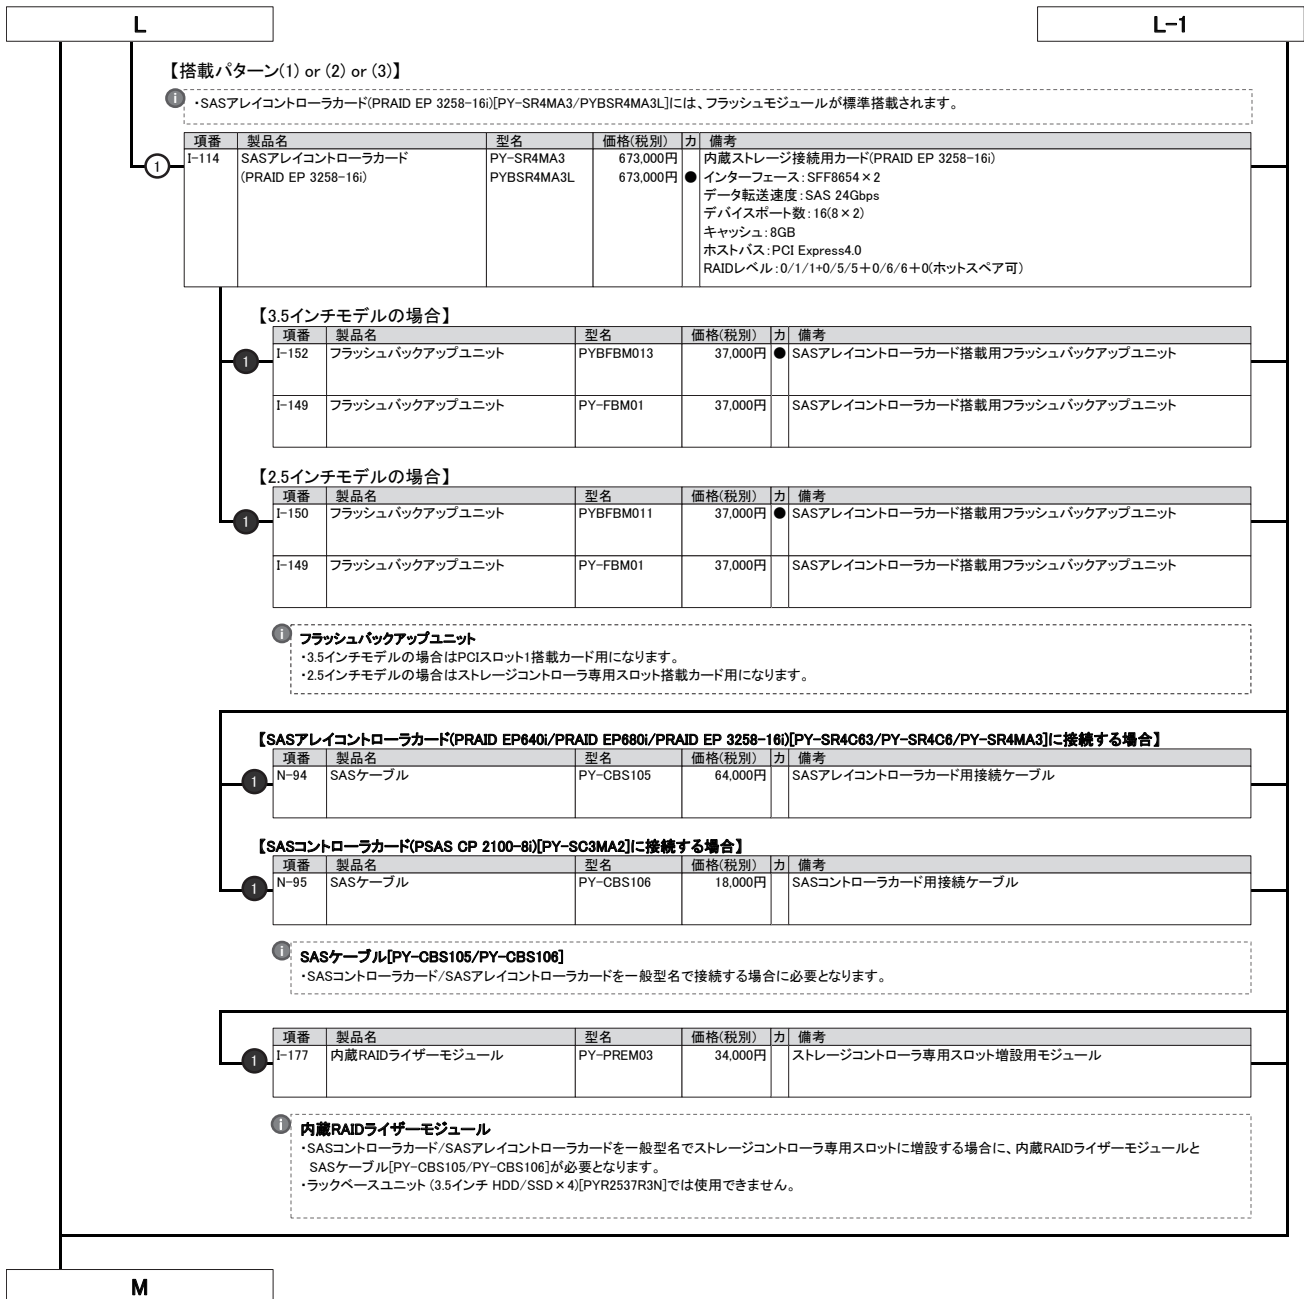 L
L-1
【搭載パターン(1) or (2) or (3)】
i ・SASアレイコントローラカード(PRAID EP 3258-16i)[PY-SR4MA3/PYBSR4MA3L]には、フラッシュモジュールが標準搭載されます。
項番 製品名 型名 価格(税別) カ 備考
1 I-114 SASアレイコントローラカード PY-SR4MA3 673,000円 内蔵ストレージ接続用カード(PRAID EP 3258-16i)
(PRAID EP 3258-16i) PYBSR4MA3L 673,000円 ● インターフェース：SFF8654×2
データ転送速度：SAS 24Gbps
デバイスポート数：16(8×2)
キャッシュ：8GB
ホストバス：PCI Express4.0
RAIDレベル：0/1/1+0/5/5＋0/6/6＋0(ホットスペア可)
【3.5インチモデルの場合】
項番 製品名 型名 価格(税別) カ 備考
1 I-152 フラッシュバックアップユニット PYBFBM013 37,000円 ● SASアレイコントローラカード搭載用フラッシュバックアップユニット
I-149 フラッシュバックアップユニット PY-FBM01 37,000円 SASアレイコントローラカード搭載用フラッシュバックアップユニット
【2.5インチモデルの場合】
項番 製品名 型名 価格(税別) カ 備考
1 I-150 フラッシュバックアップユニット PYBFBM011 37,000円 ● SASアレイコントローラカード搭載用フラッシュバックアップユニット
I-149 フラッシュバックアップユニット PY-FBM01 37,000円 SASアレイコントローラカード搭載用フラッシュバックアップユニット
i フラッシュバックアップユニット
・3.5インチモデルの場合はPCIスロット1搭載カード用になります。
・2.5インチモデルの場合はストレージコントローラ専用スロット搭載カード用になります。
【SASアレイコントローラカード(PRAID EP640i/PRAID EP680i/PRAID EP 3258-16i)[PY-SR4C63/PY-SR4C6/PY-SR4MA3]に接続する場合】
項番 製品名 型名 価格(税別) カ 備考
1 N-94 SASケーブル PY-CBS105 64,000円 SASアレイコントローラカード用接続ケーブル
【SASコントローラカード(PSAS CP 2100-8i)[PY-SC3MA2]に接続する場合】
項番 製品名 型名 価格(税別) カ 備考
1 N-95 SASケーブル PY-CBS106 18,000円 SASコントローラカード用接続ケーブル
i SASケーブル[PY-CBS105/PY-CBS106]
・SASコントローラカード/SASアレイコントローラカードを一般型名で接続する場合に必要となります。
項番 製品名 型名 価格(税別) カ 備考
1 I-177 内蔵RAIDライザーモジュール PY-PREM03 34,000円 ストレージコントローラ専用スロット増設用モジュール
i 内蔵RAIDライザーモジュール
・SASコントローラカード/SASアレイコントローラカードを一般型名でストレージコントローラ専用スロットに増設する場合に、内蔵RAIDライザーモジュールと
SASケーブル[PY-CBS105/PY-CBS106]が必要となります。
・ラックベースユニット (3.5インチ HDD/SSD×4)[PYR2537R3N]では使用できません。
M